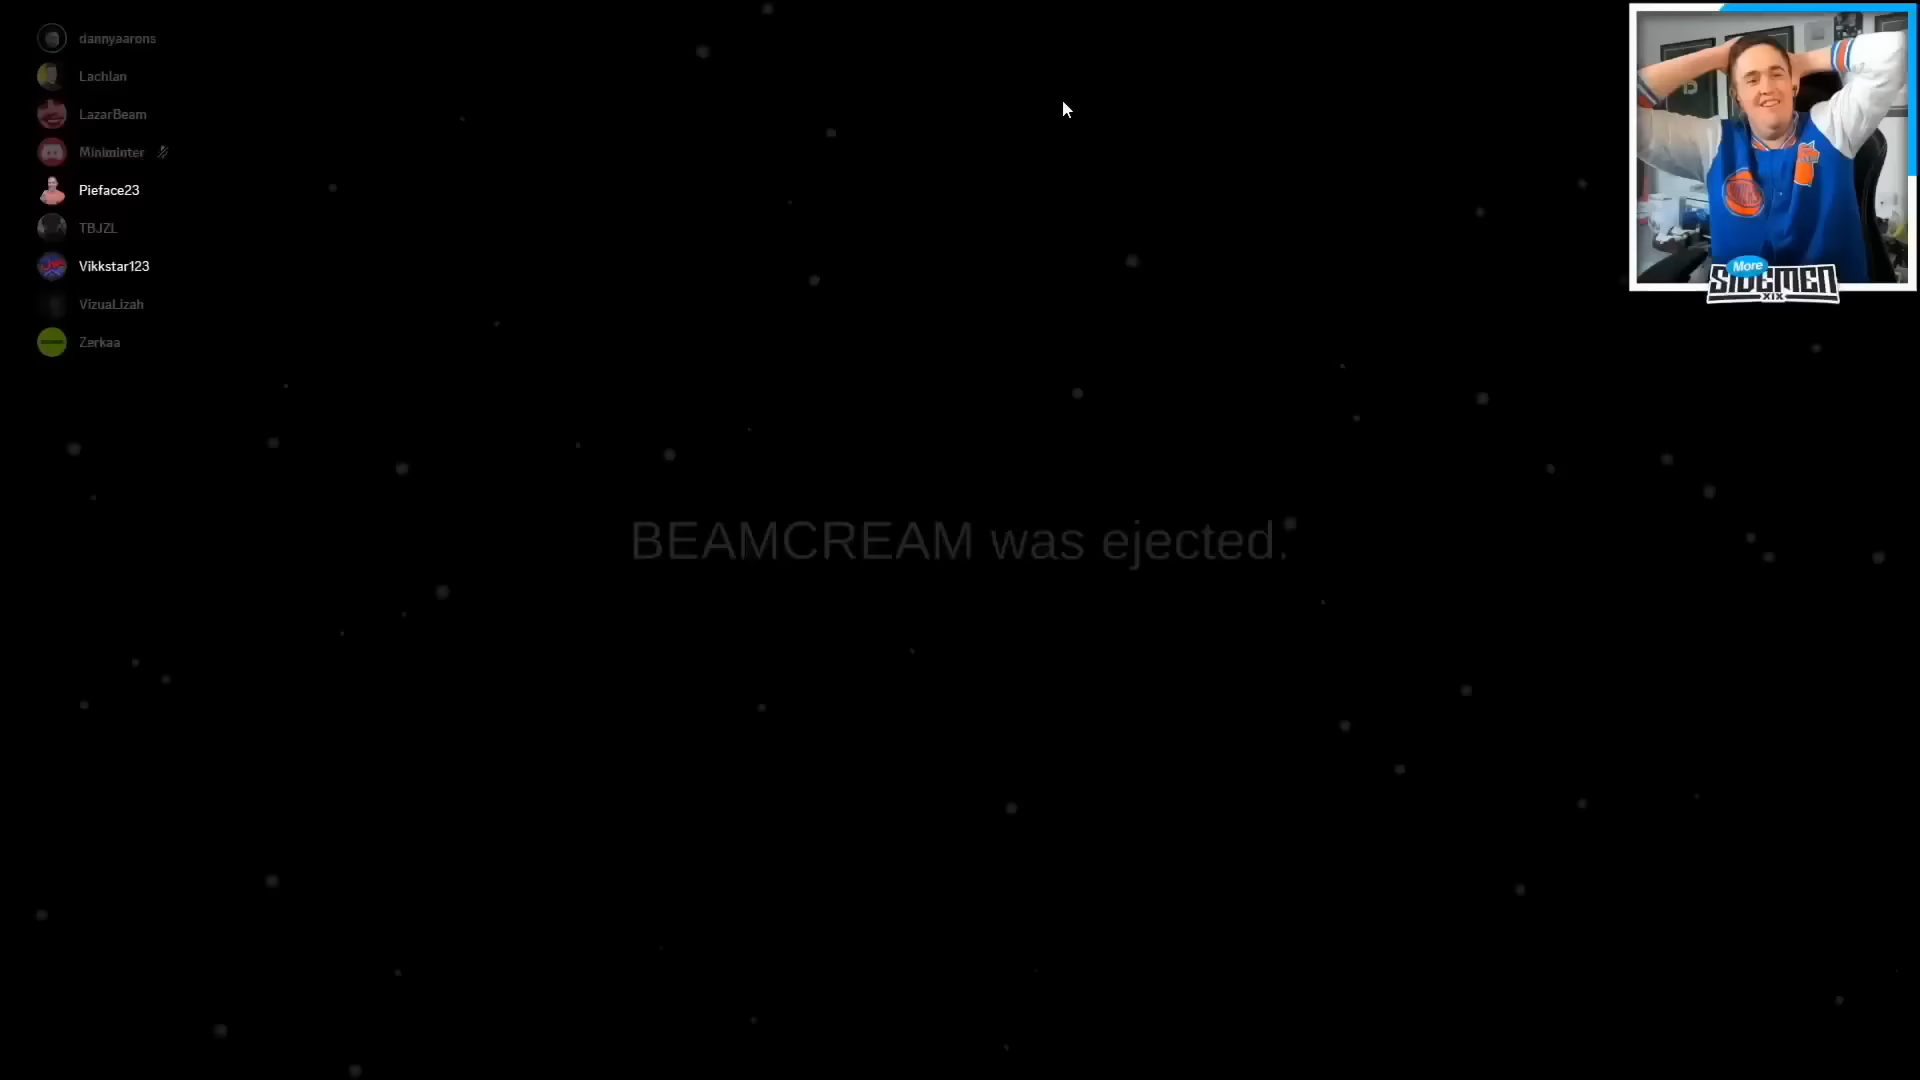 dannyaarons
Lachlan
LazarBeam
Miniminter
Pieface23
TBJZL
Vikkstar123
VizuaLizah
Zerkaa
BEAMCREAM was ejected.
More
SIDEMEN
XIX